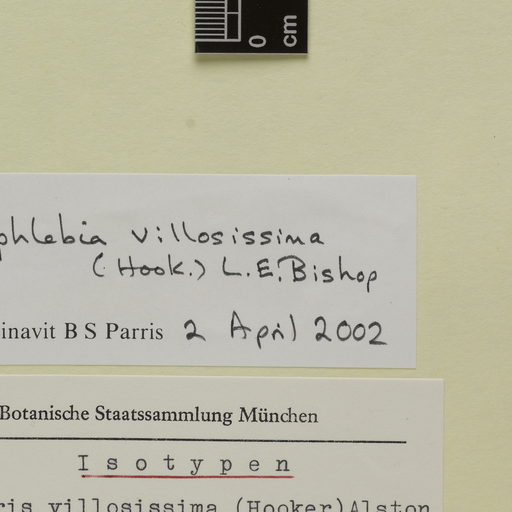 0
cm
phlebia villosissima
(Hook.) L.E.Bishop
inavit B S Parris 2 April 2002
Botanische Staatssammlung München
Isotypen
ris villosissima (Hooker)Alston